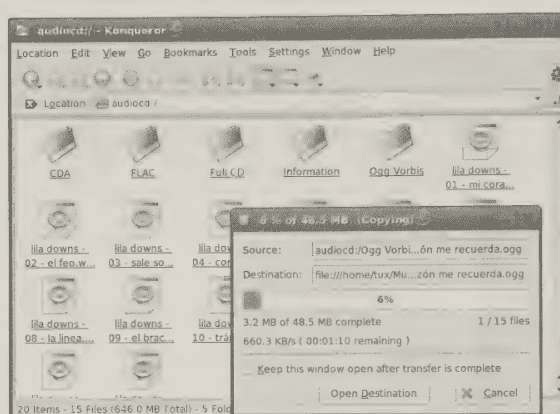 audiocd:/ - Konqueror
Location Edit View Go Bookmarks Tools Settings Window Help
Location audiocd:/
CDA FLAC Full CD Information Ogg Vorbis lila downs -
01 - mi cora...
lila downs - lila downs - lila dow
02 - el feo.w... 03 - sale so... 04 - con
lila downs - lila downs - lila dow
08 - la linea.... 09 - el brac... 10 - trá
20 Items - 15 Files (646.0 MB Total) - 5 Fold
6 % of 48.5 MB (Copying)
Source: audiocd:/Ogg Vorbi...ón me recuerda.ogg
Destination: file:///home/tux/Mu...zón me recuerda.ogg
6%
3.2 MB of 48.5 MB complete 1 / 15 files
660.3 KB/s ( 00:01:10 remaining )
Keep this window open after transfer is complete
Open Destination Cancel